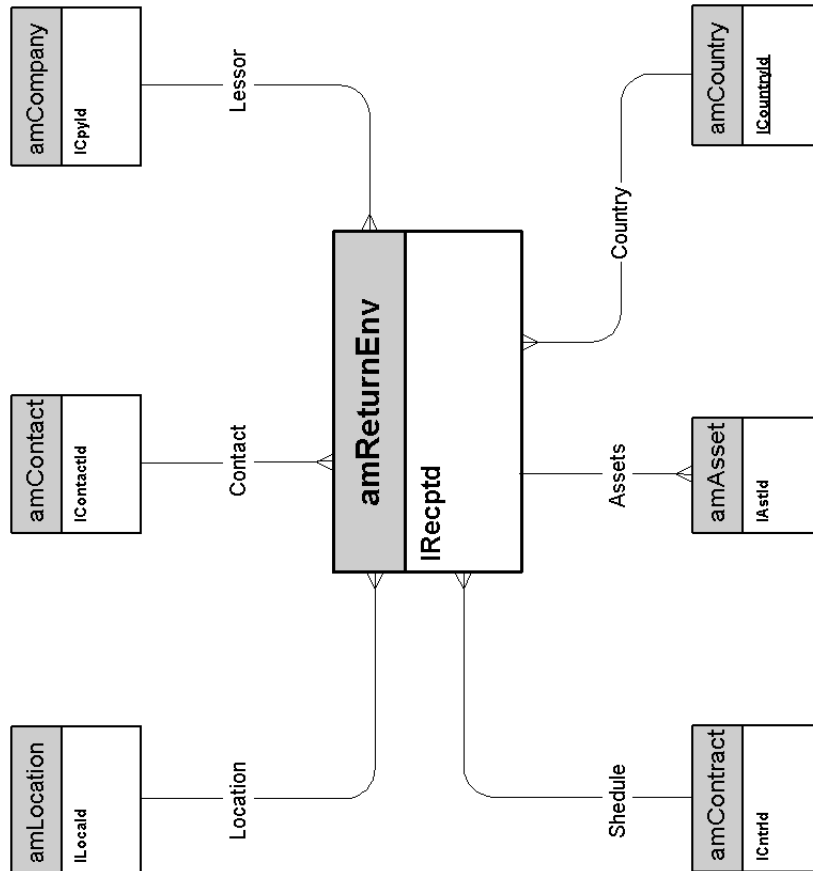 amCompany
lCpyId
Lessor
amCountry
lCountryId
Country
amReturnEnv
lRecptd
amContact
lContactId
Contact
Assets
amAsset
lAstId
amLocation
lLocaId
Location
Shedule
amContract
lCntrId